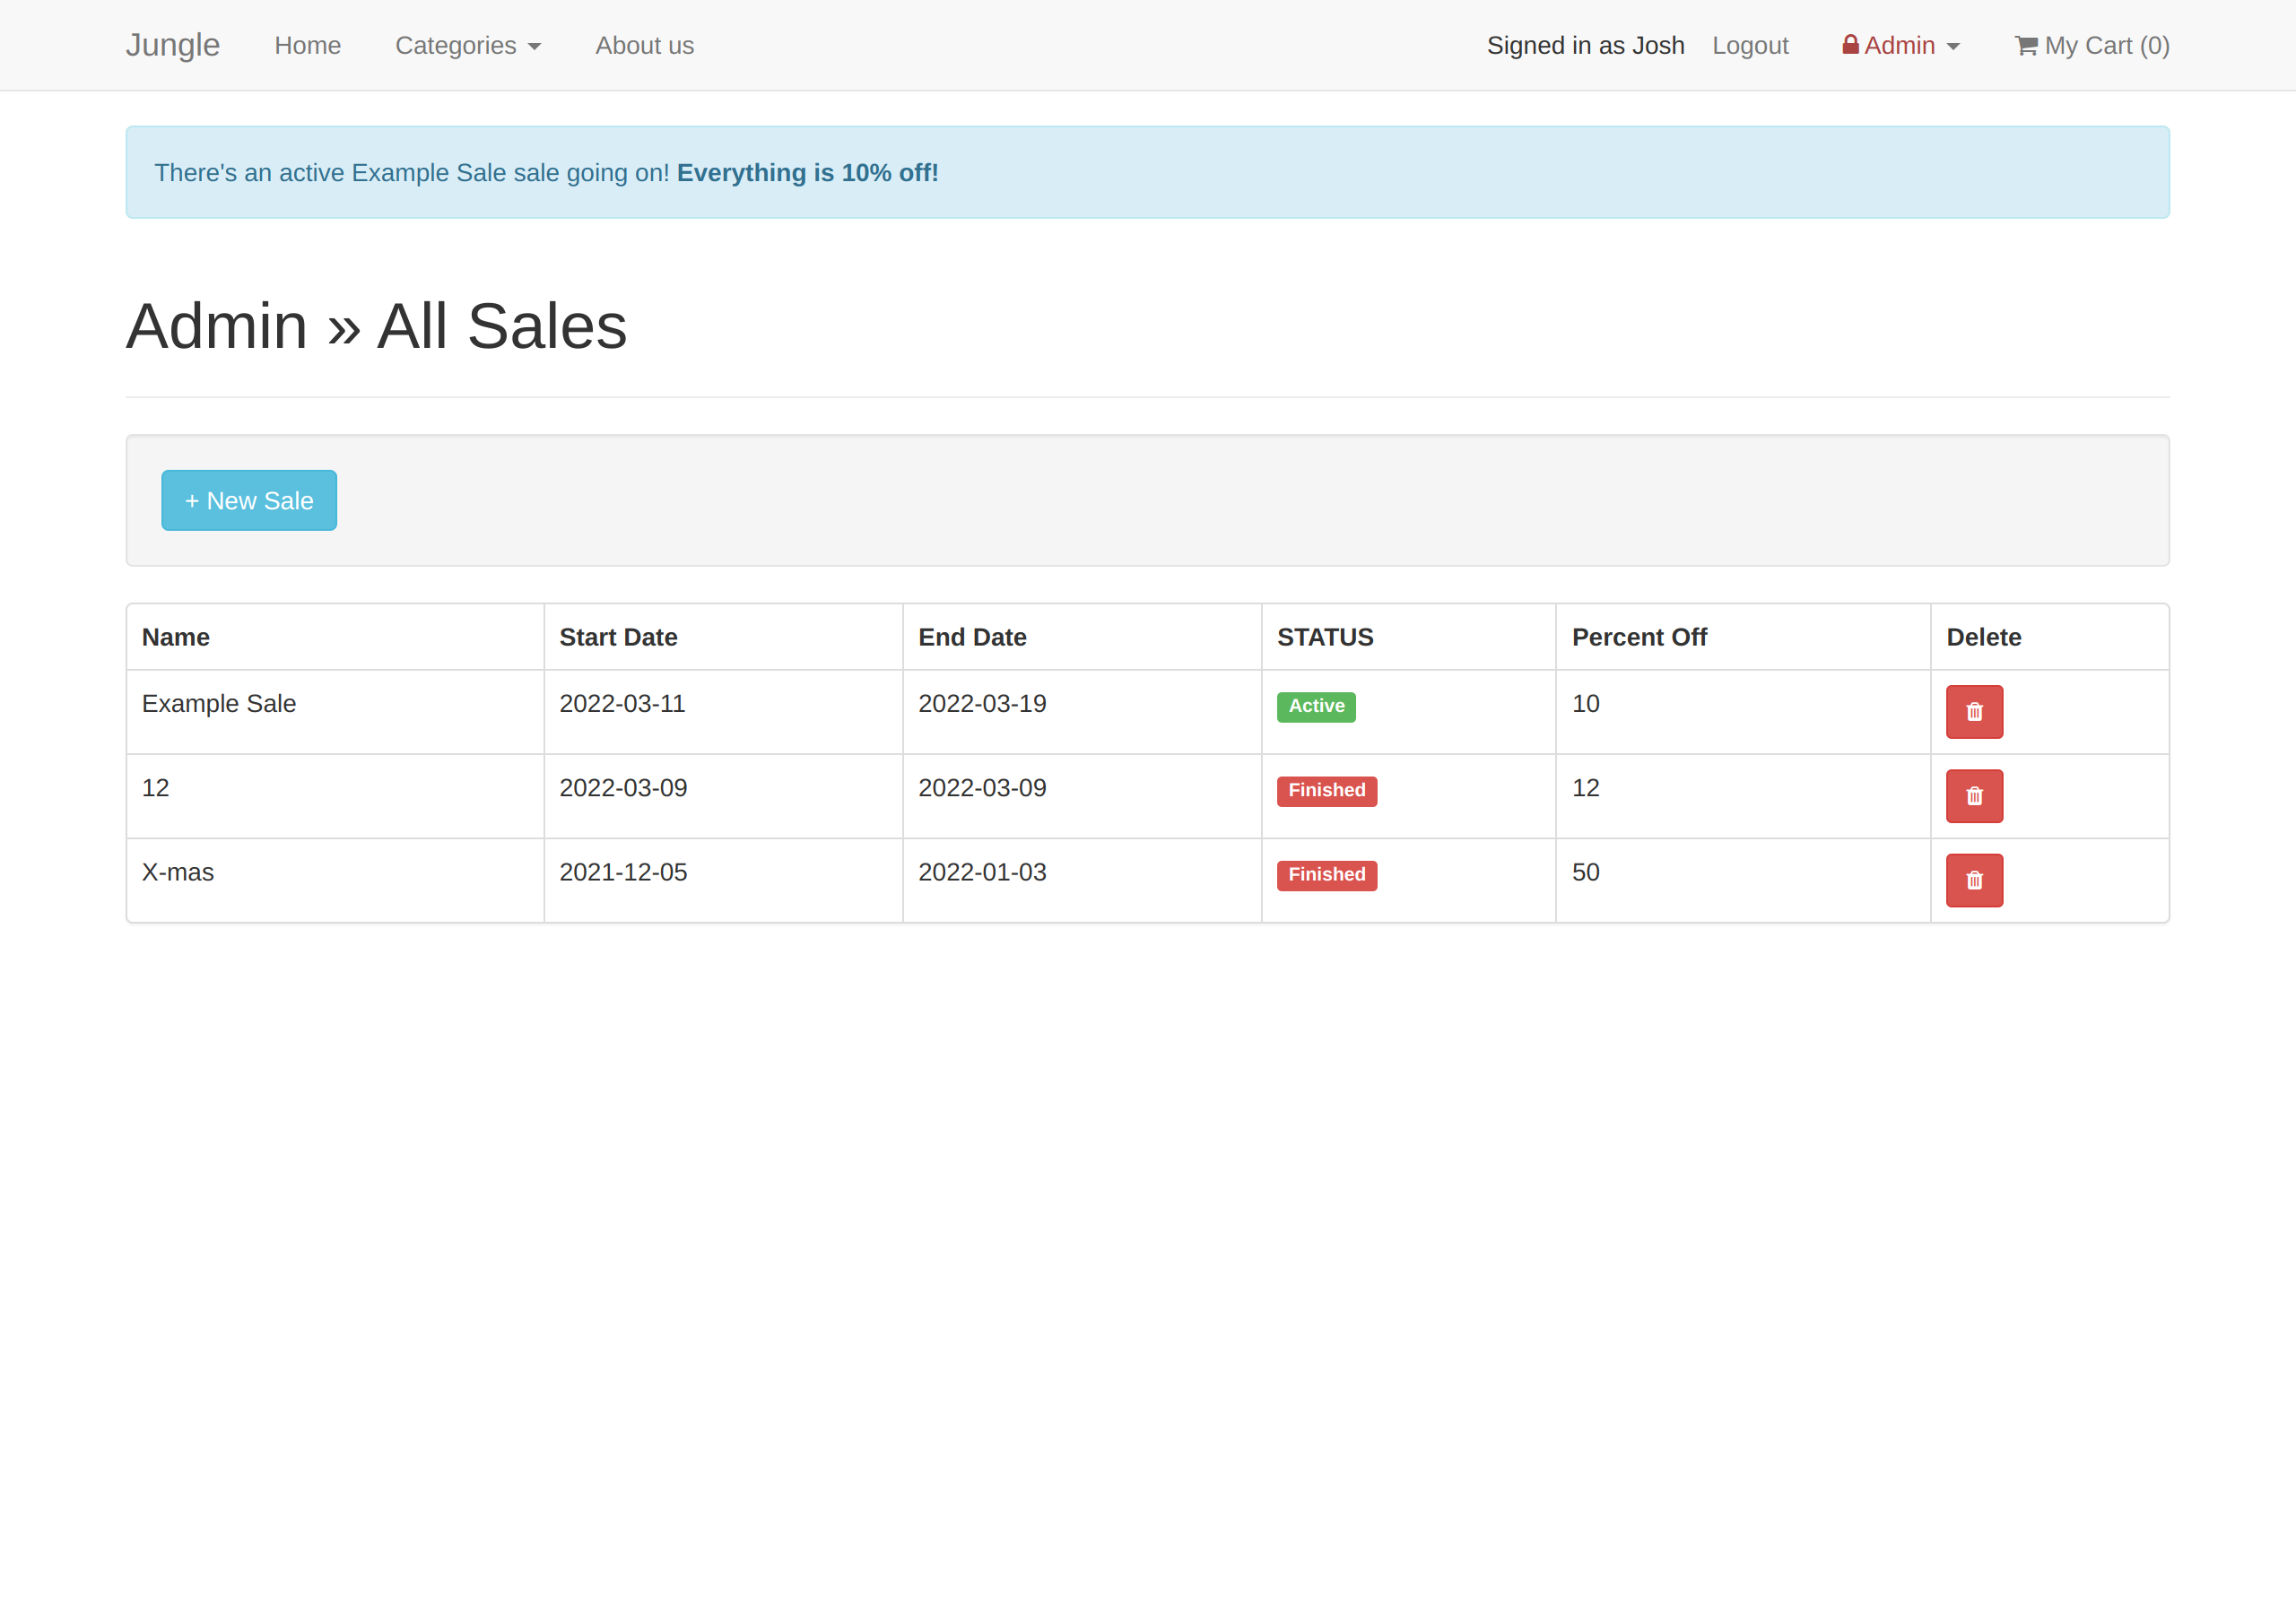 Jungle Home Categories About us Signed in as Josh Logout Admin My Cart (0)
There's an active Example Sale sale going on! Everything is 10% off!
Admin » All Sales
+ New Sale
Name Start Date End Date STATUS Percent Off Delete
Example Sale 2022-03-11 2022-03-19 Active 10
12 2022-03-09 2022-03-09 Finished 12
X-mas 2021-12-05 2022-01-03 Finished 50